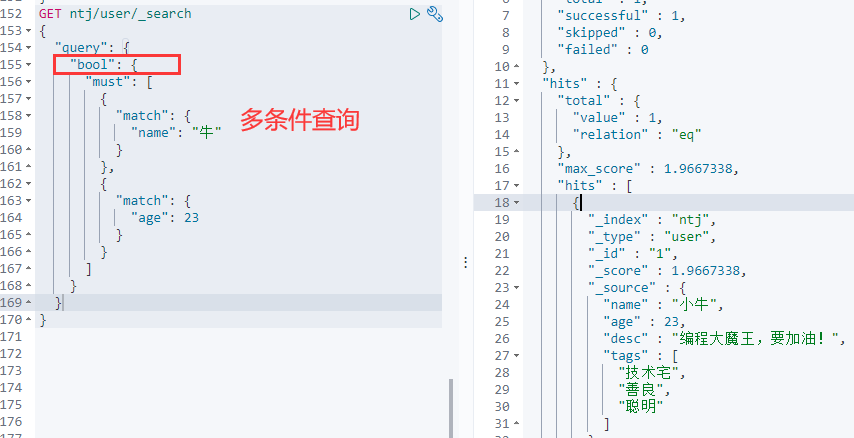 152 GET ntj/user/_search
153 {
154 "query": {
155 "bool": {
156 "must": [
157 {
158 "match": {
159 "name": "牛"
160 }
161 },
162 {
163 "match": {
164 "age": 23
165 }
166 }
167 ]
168 }
169 }
170 }
171
172
173
174
175
176
多条件查询
7 "successful" : 1,
8 "skipped" : 0,
9 "failed" : 0
10 },
11 "hits" : {
12 "total" : {
13 "value" : 1,
14 "relation" : "eq"
15 },
16 "max_score" : 1.9667338,
17 "hits" : [
18 {
19 "_index" : "ntj",
20 "_type" : "user",
21 "_id" : "1",
22 "_score" : 1.9667338,
23 "_source" : {
24 "name" : "小牛",
25 "age" : 23,
26 "desc" : "编程大魔王，要加油！",
27 "tags" : [
28 "技术宅",
29 "善良",
30 "聪明"
31 ]